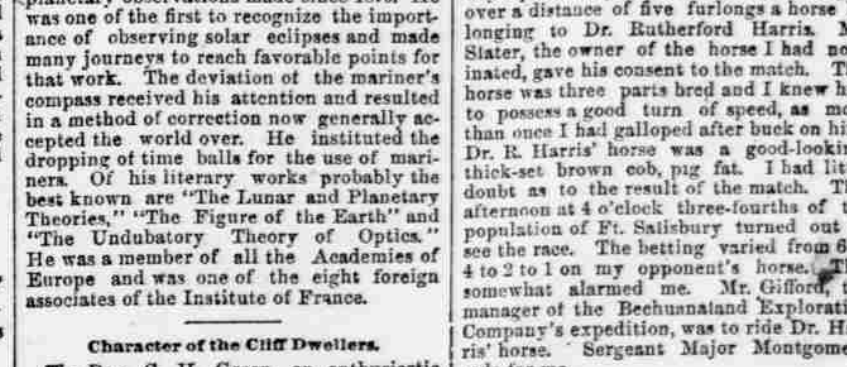 was one of the first to recognize the import-
ance of observing solar eclipses and made
many journeys to reach favorable points for
that work. The deviation of the mariner's
compass received his attention and resulted
in a method of correction now generally ac-
cepted the world over. He instituted the
dropping of time balls for the use of mari-
ners. Of his literary works probably the
best known are "The Lunar and Planetary
Theories," "The Figure of the Earth" and
"The Undubatory Theory of Optics."
He was a member of all the Academies of
Europe and was one of the eight foreign
associates of the Institute of France.
Character of the Cliff Dwellers.
over a distance of five furlongs a horse
longing to Dr. Rutherford Harris.
Slater, the owner of the horse I had
inated, gave his consent to the match.
horse was three parts bred and I knew
to possess a good turn of speed, as
than once I had galloped after buck on
Dr. R. Harris' horse was a
thick-set brown cob, pig fat. I had
doubt as to the result of the match.
afternoon at 4 o'clock three-fourths of
population of Ft. Salisbury turned out
see the race. The betting varied from 6
4 to 2 to 1 on my opponent's horse.
somewhat alarmed me. Mr. Gifford,
manager of the Bechuanaland
Company's expedition, was to ride Dr.
ris' horse. Sergeant Major